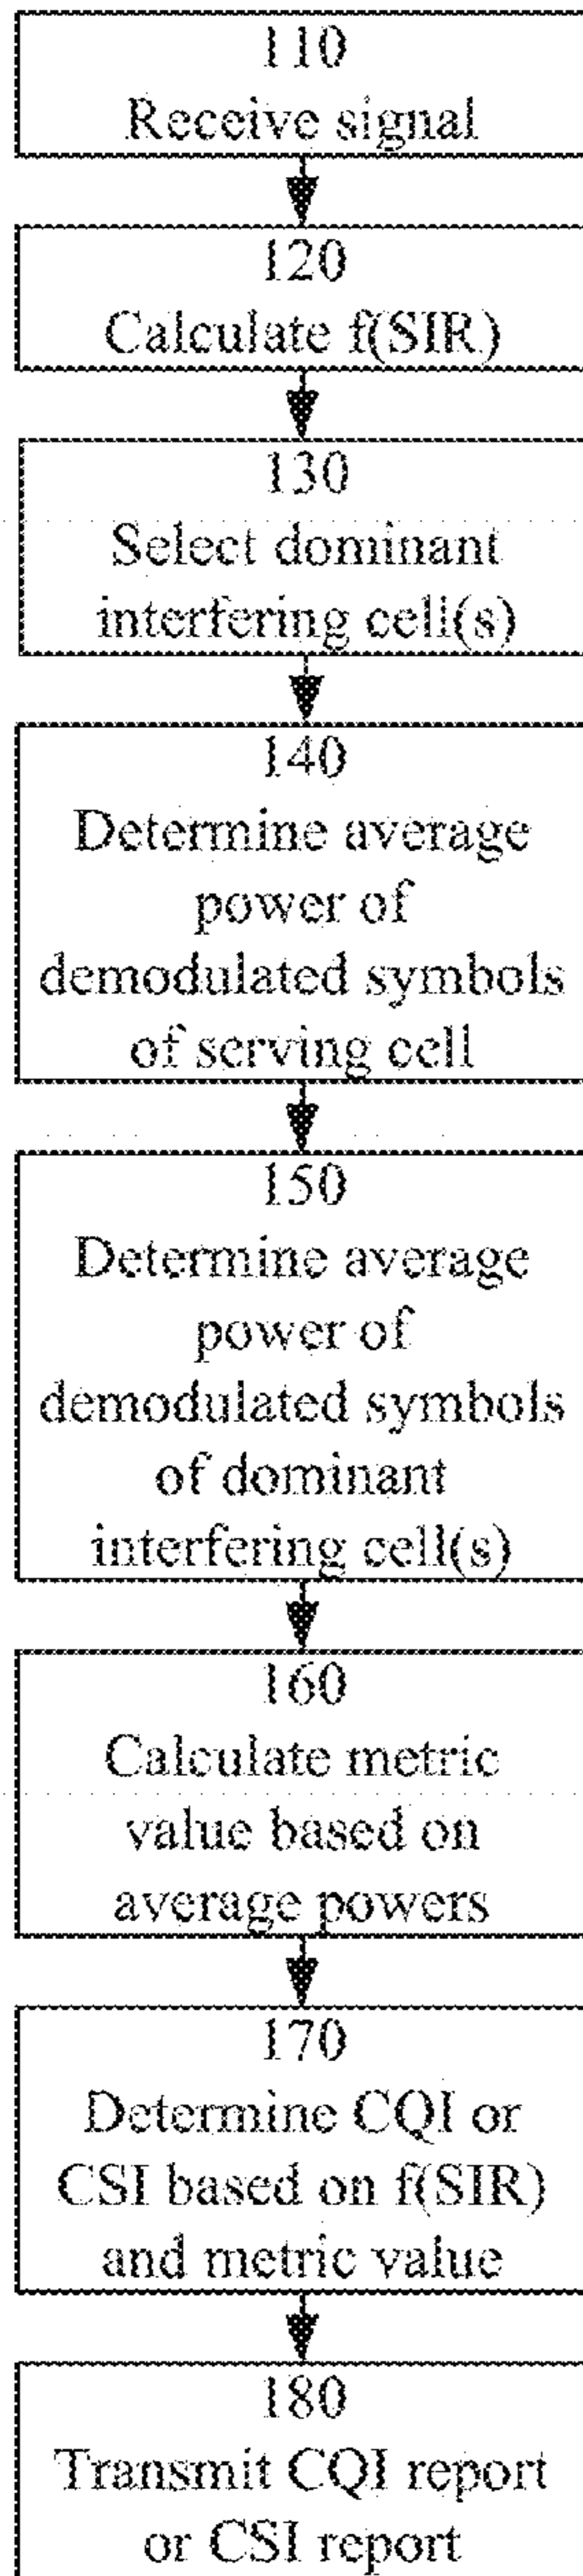 110
Receive signal
120
Calculate f(SIR)
130
Select dominant
interfering cell(s)
140
Determine average
power of
demodulated symbols
of serving cell
150
Determine average
power of
demodulated symbols
of dominant
interfering cell(s)
160
Calculate metric
value based on
average powers
170
Determine CQI or
CSI based on f(SIR)
and metric value
180
Transmit CQI report
or CSI report